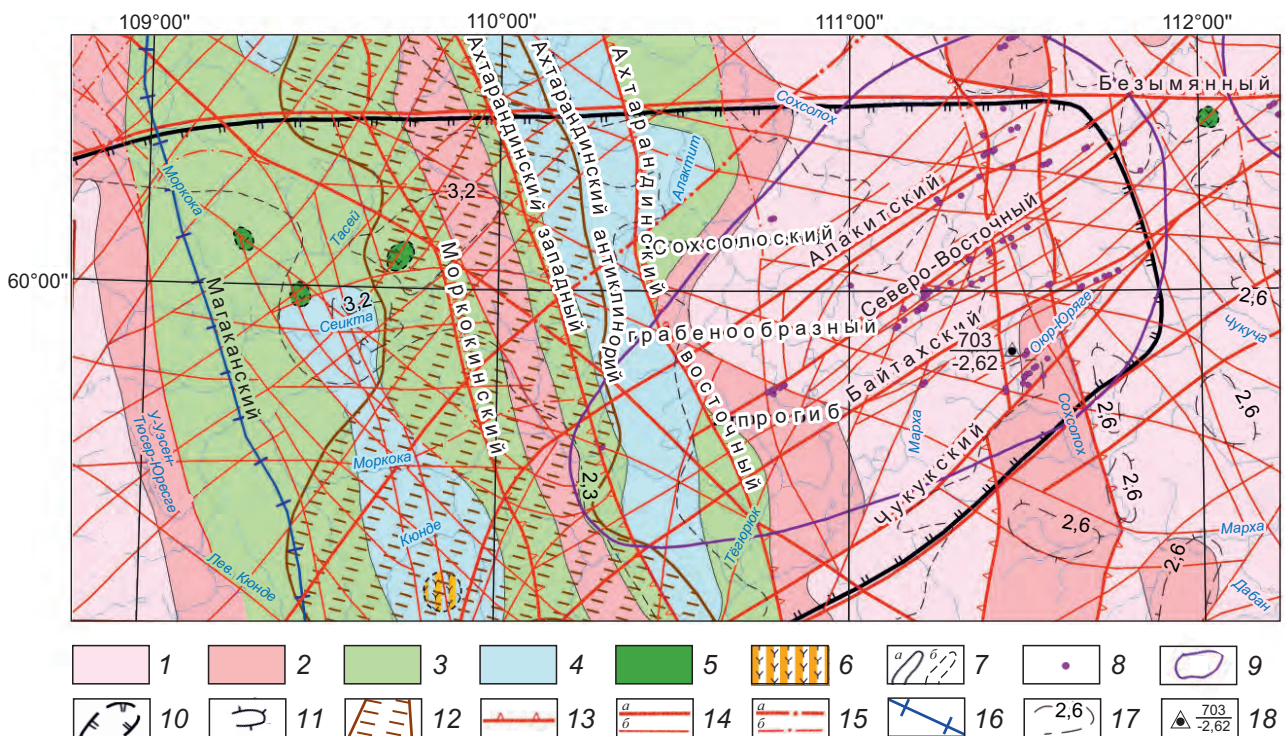 109°00"
110°00"
111°00"
112°00"
60°00"
Безымянный
Сохсолох
Моркока
Тасей
3,2
Алактит
Ахтарандинский западный
Ахтарандинский антиклинорий
Ахтарандинский восточный
Сохсолоский
грабенообразный
прогиб
Алакитский
Северо-Восточный
Байтахский
Чукукский
Оюр-Юряге
703
-2,62
2,6
Чукуча
3,2
Сеикта
Маганский
Моркокинский
У-Уэсен-
Тюсер-Юресге
Моркока
Марха
Сохсолох
2,6
2,6
2,6
2,3
Кюнде
Лев. Кюнде
Тёгюрюк
2,6
2,6
Марха
Дабан
1
2
3
4
5
6
а
б
7
8
9
10
11
12
13
а
б
14
а
б
15
16
2,6
17
703
-2,62
18